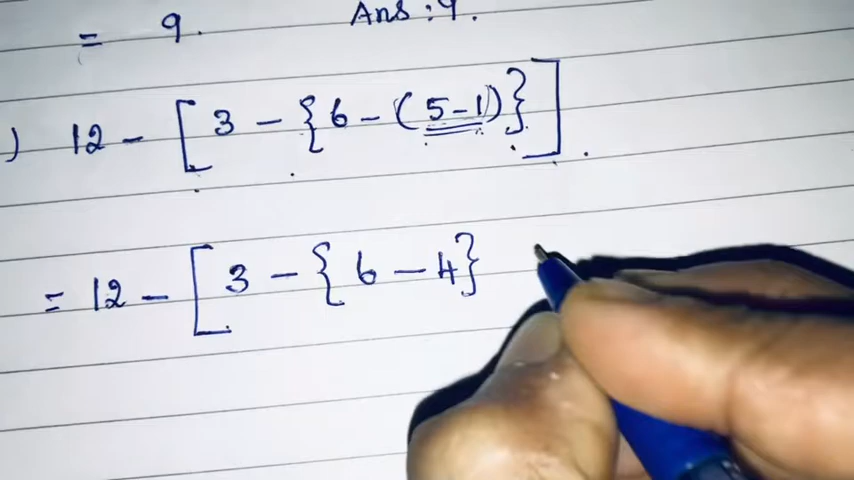 = 9. Ans : 9.
) 12 - [ 3 - { 6 - ( 5 - 1 ) } ]
= 12 - [ 3 - { 6 - 4 }